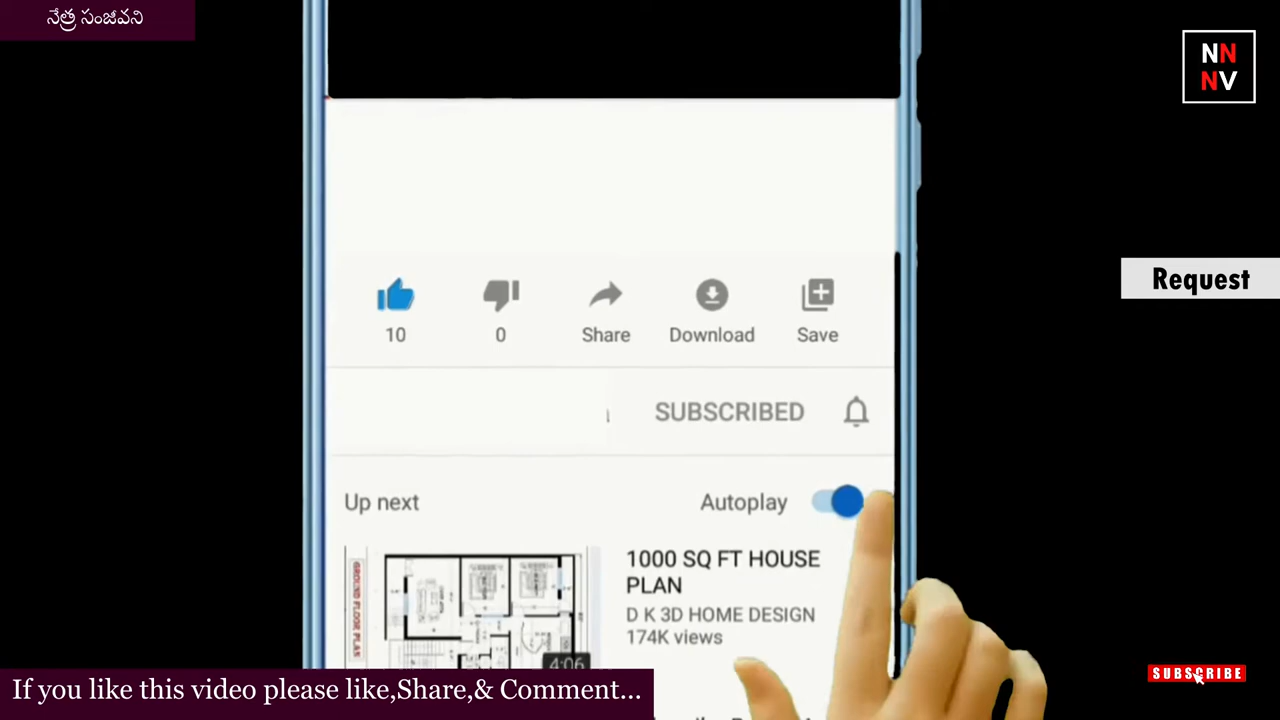 నేత్ర సంజీవని
NN
NV
Request
10
0
Share
Download
Save
SUBSCRIBED
Up next
Autoplay
1000 SQ FT HOUSE
PLAN
D K 3D HOME DESIGN
174K views
GROUND FLOOR PLAN
4:06
If you like this video please like,Share,& Comment...
SUBSCRIBE